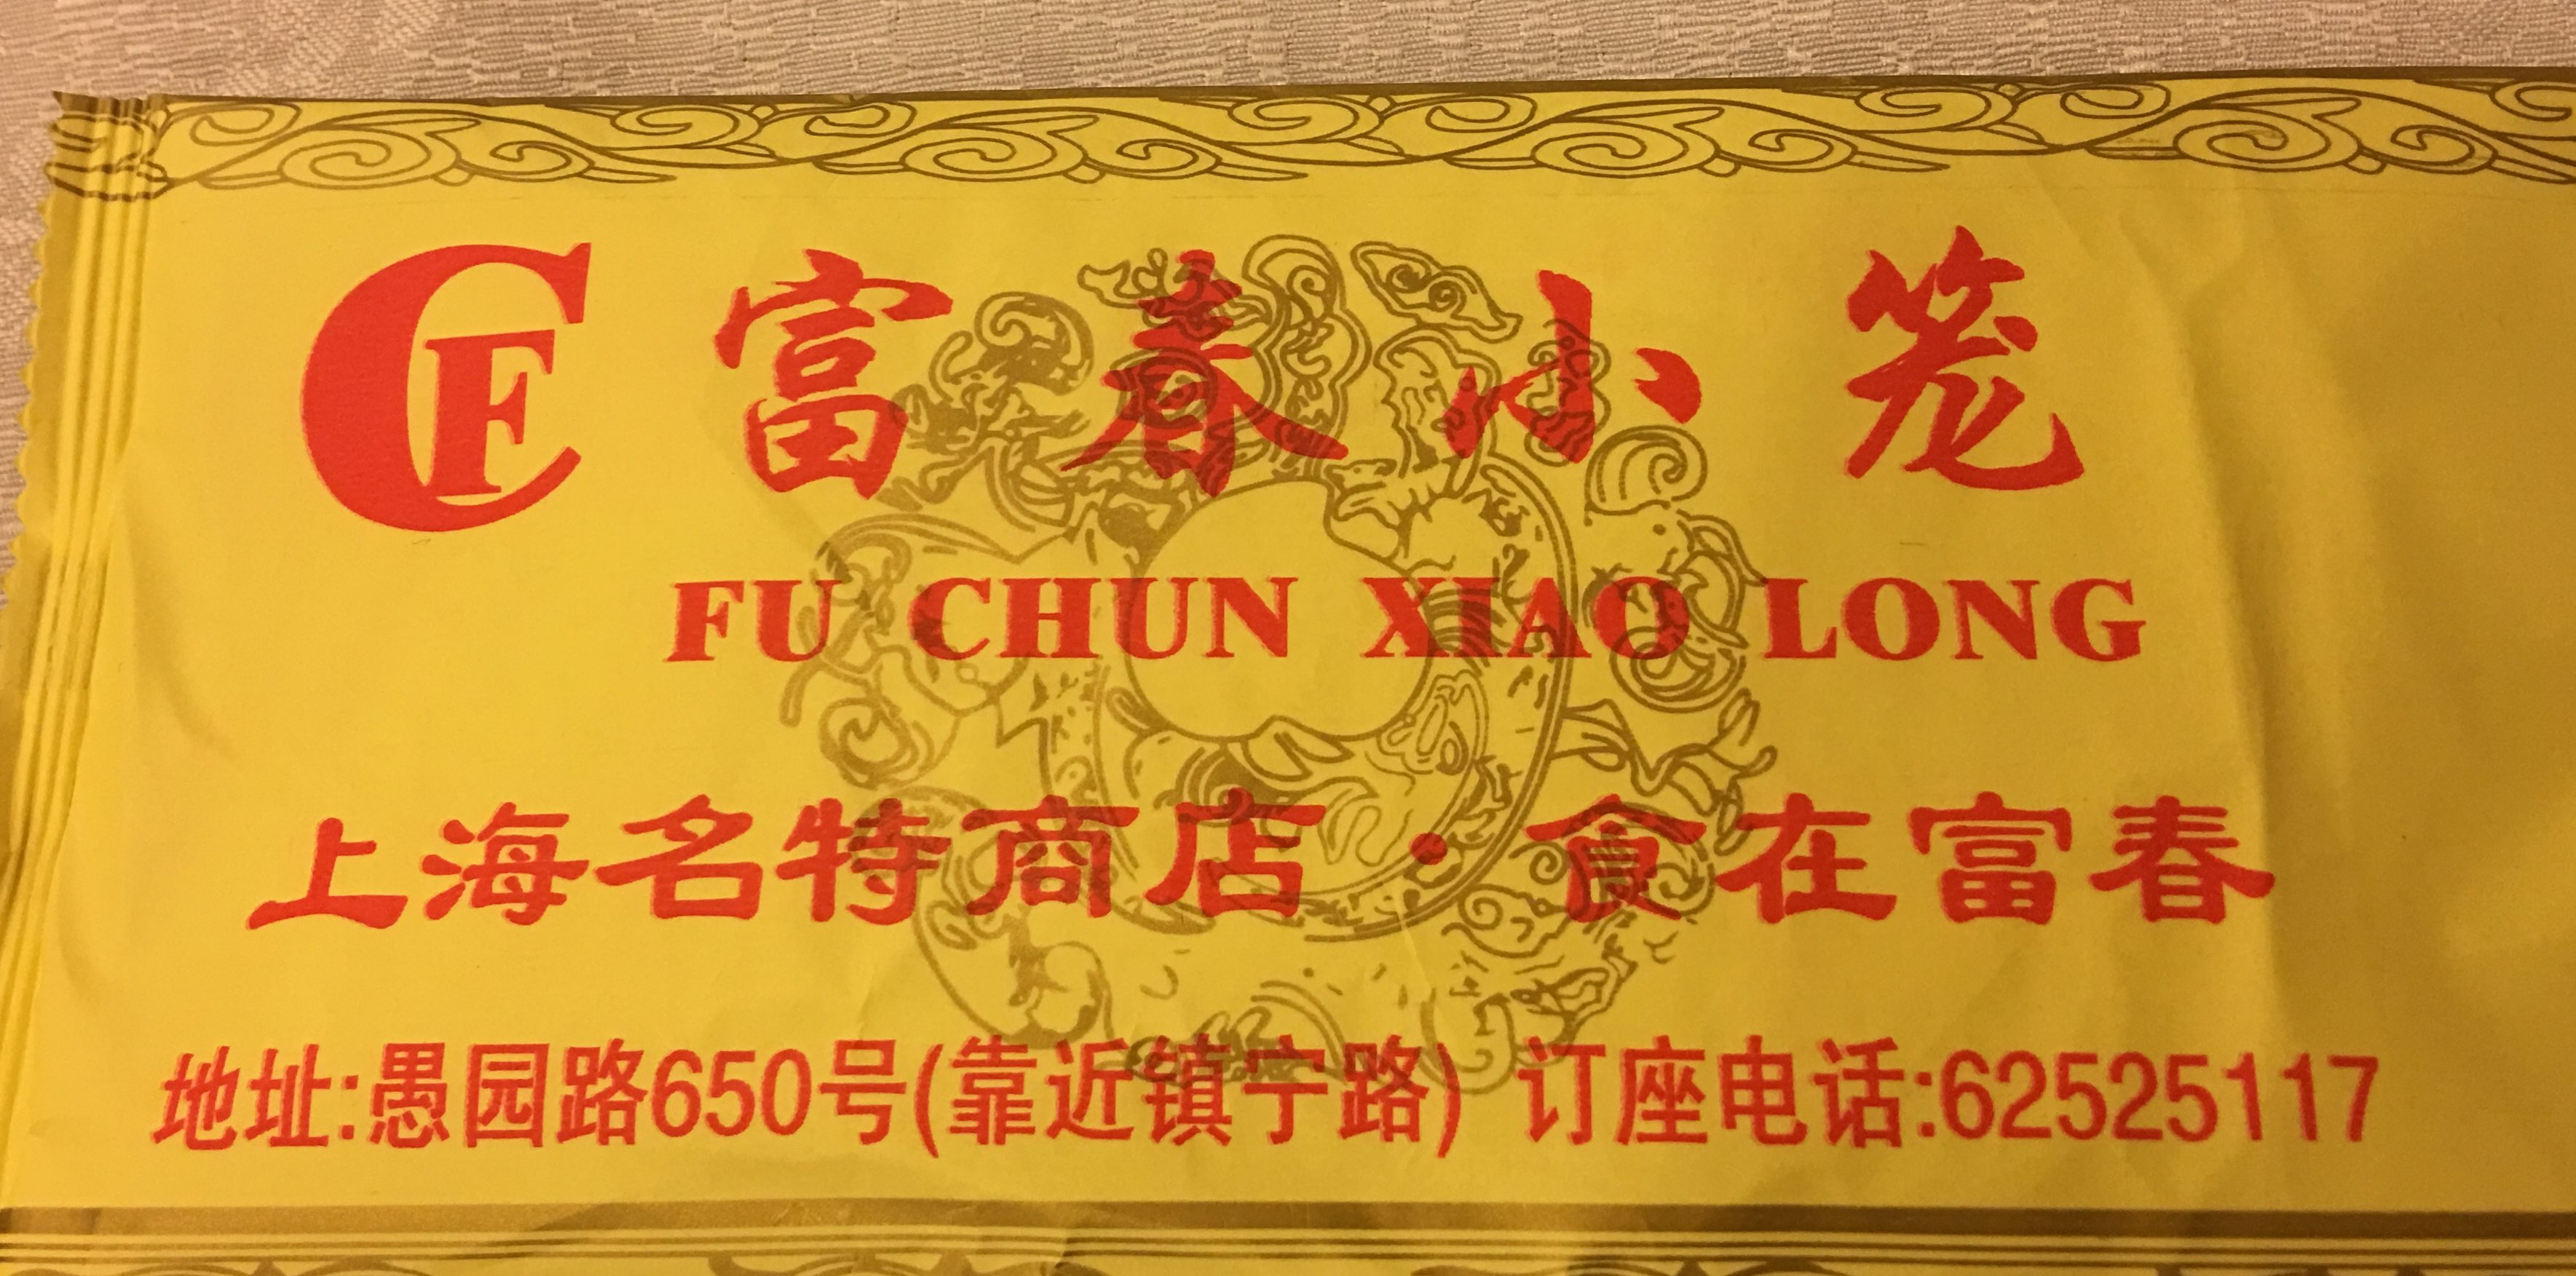 CF 富春小笼
FU CHUN XIAO LONG
上海名特商店·食在富春
地址:愚园路650号(靠近镇宁路) 订座电话:62525117